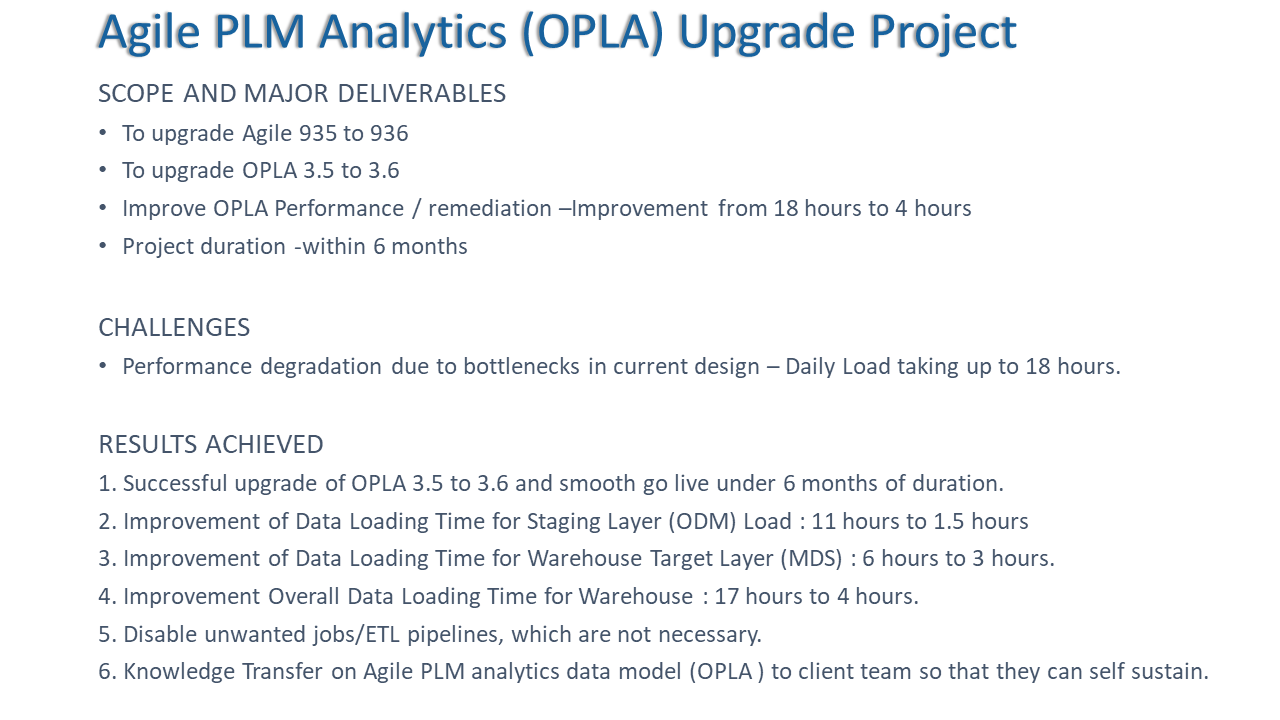 Agile PLM Analytics (OPLA) Upgrade Project
SCOPE AND MAJOR DELIVERABLES
• To upgrade Agile 935 to 936
• To upgrade OPLA 3.5 to 3.6
• Improve OPLA Performance / remediation –Improvement from 18 hours to 4 hours
• Project duration -within 6 months
CHALLENGES
• Performance degradation due to bottlenecks in current design – Daily Load taking up to 18 hours.
RESULTS ACHIEVED
1. Successful upgrade of OPLA 3.5 to 3.6 and smooth go live under 6 months of duration.
2. Improvement of Data Loading Time for Staging Layer (ODM) Load : 11 hours to 1.5 hours
3. Improvement of Data Loading Time for Warehouse Target Layer (MDS) : 6 hours to 3 hours.
4. Improvement Overall Data Loading Time for Warehouse : 17 hours to 4 hours.
5. Disable unwanted jobs/ETL pipelines, which are not necessary.
6. Knowledge Transfer on Agile PLM analytics data model (OPLA ) to client team so that they can self sustain.